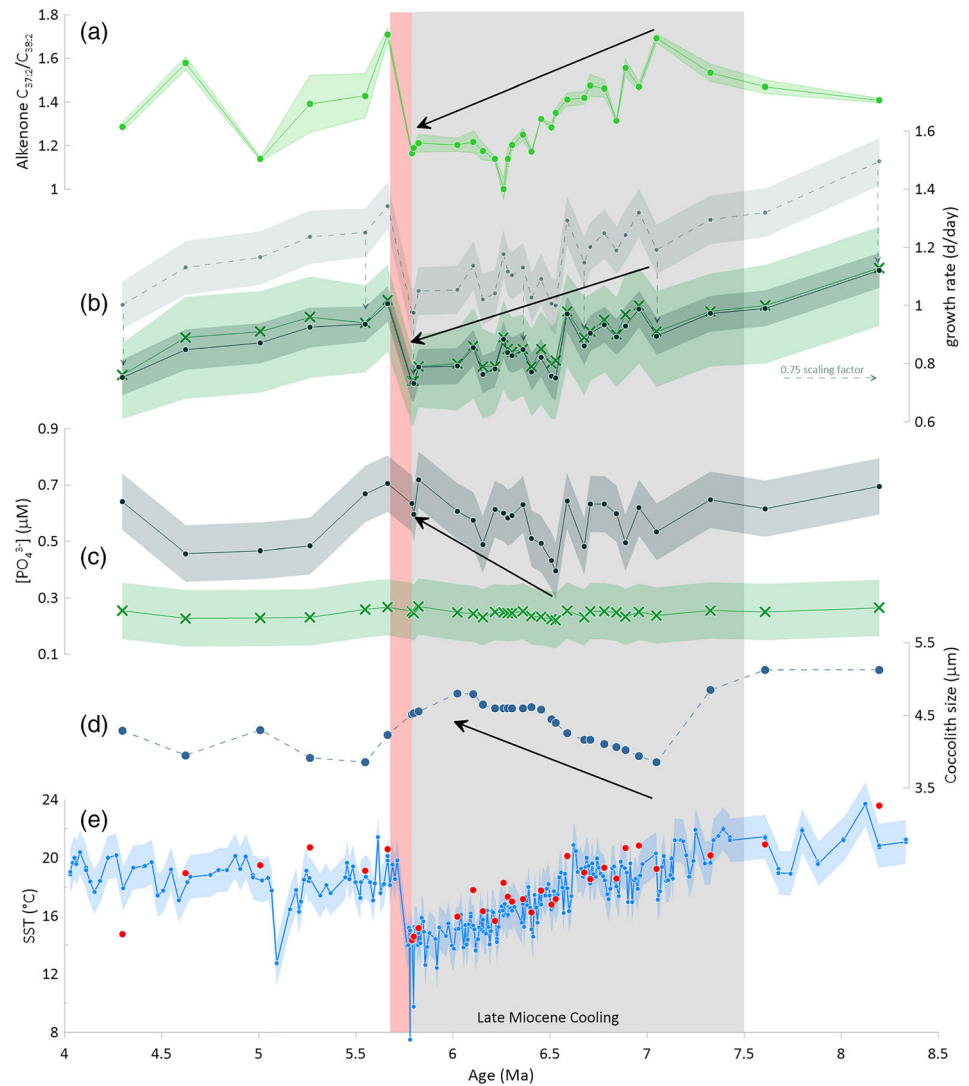 (a)
Alkenone C37:2/C38:2
1.8
1.6
1.4
1.2
1
(b)
growth rate (d/day)
1.6
1.4
1.2
1
0.8
0.6
0.75 scaling factor
(c)
[PO₄³⁻] (μM)
0.9
0.7
0.5
0.3
0.1
(d)
Coccolith size (μm)
5.5
4.5
3.5
(e)
SST (°C)
24
20
16
12
8
Late Miocene Cooling
4 4.5 5 5.5 6 6.5 7 7.5 8 8.5
Age (Ma)